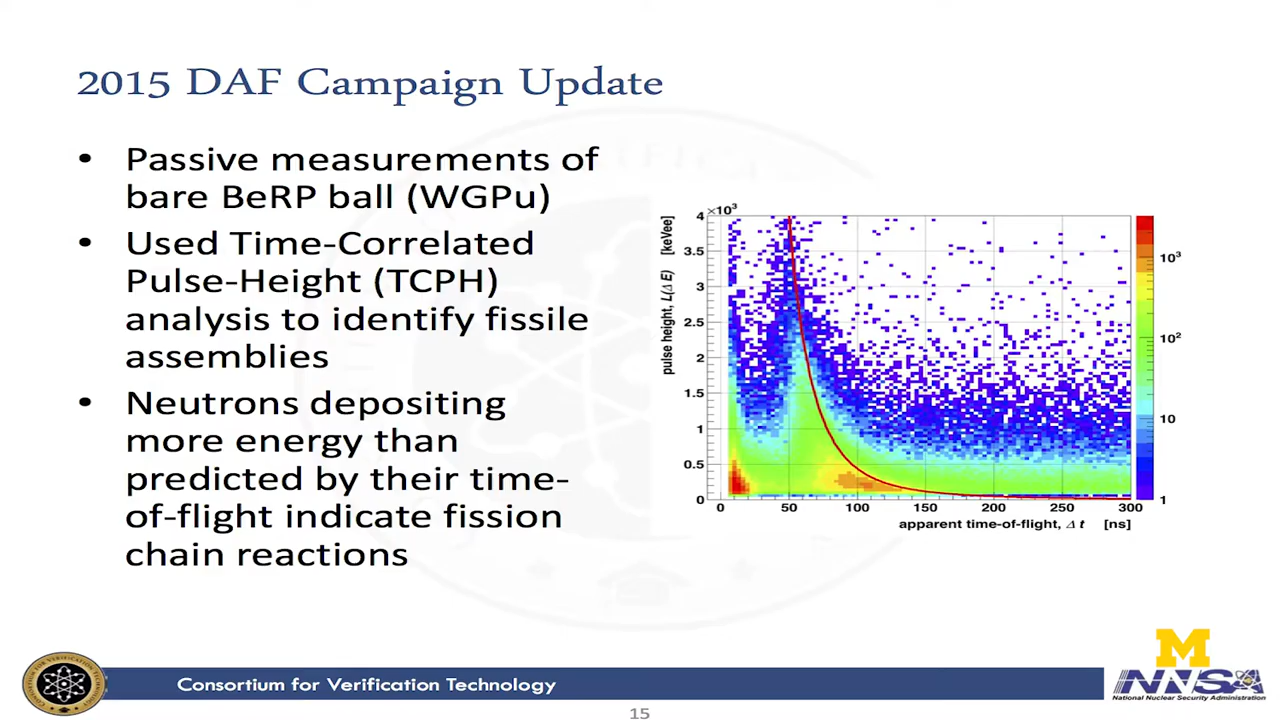 2015 DAF Campaign Update
• Passive measurements of
bare BeRP ball (WGPu)
• Used Time-Correlated
Pulse-Height (TCPH)
analysis to identify fissile
assemblies
• Neutrons depositing
more energy than
predicted by their time-
of-flight indicate fission
chain reactions
×10³
pulse height, L(Δ E) [keVee]
4
3.5
3
2.5
2
1.5
1
0.5
0
0 50 100 150 200 250 300
apparent time-of-flight, Δ t [ns]
10³
10²
10
1
Consortium for Verification Technology
M
NNSA
National Nuclear Security Administration
15